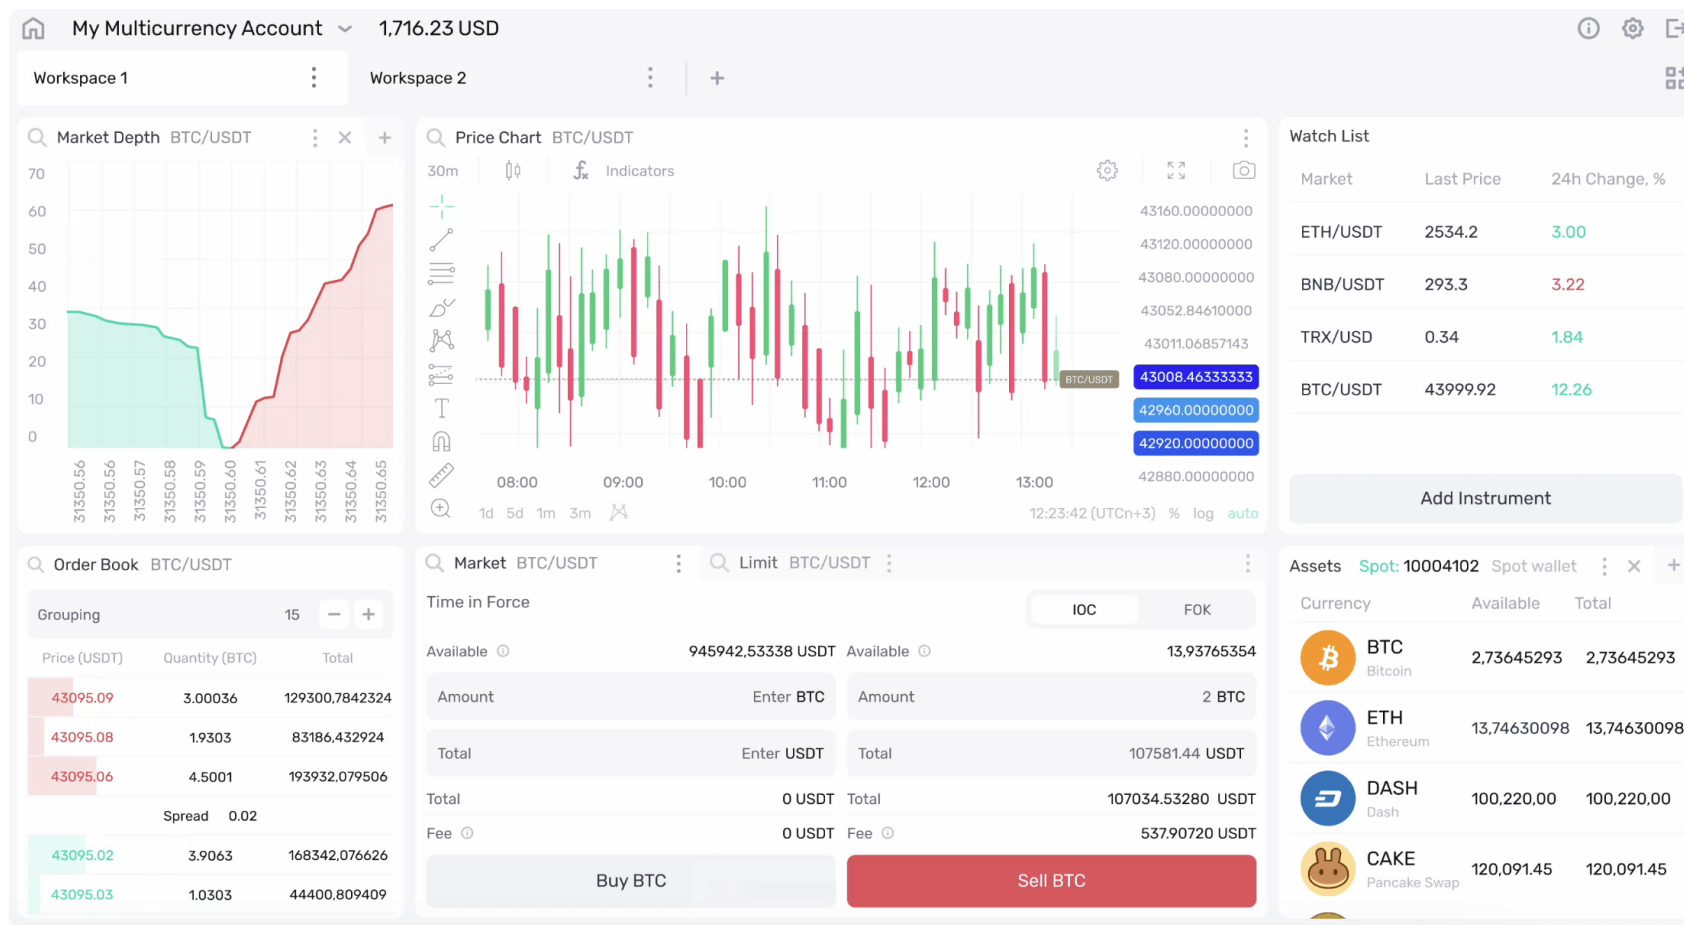 My Multicurrency Account 1,716.23 USD
Workspace 1 Workspace 2 +
Market Depth BTC/USDT
70
60
50
40
30
20
10
0
31350.56 31350.56 31350.57 31350.58 31350.59 31350.60 31350.61 31350.62 31350.63 31350.64 31350.65
Price Chart BTC/USDT
30m fx Indicators
43160.00000000
43120.00000000
43080.00000000
43052.84610000
43011.06857143
BTC/USDT 43008.46333333
42960.00000000
42920.00000000
42880.00000000
08:00 09:00 10:00 11:00 12:00 13:00
1d 5d 1m 3m 12:23:42 (UTCn+3) % log auto
Watch List
Market Last Price 24h Change, %
ETH/USDT 2534.2 3.00
BNB/USDT 293.3 3.22
TRX/USD 0.34 1.84
BTC/USDT 43999.92 12.26
Add Instrument
Order Book BTC/USDT
Grouping 15 − +
Price (USDT) Quantity (BTC) Total
43095.09 3.00036 129300,7842324
43095.08 1.9303 83186,432924
43095.06 4.5001 193932,079506
Spread 0.02
43095.02 3.9063 168342,076626
43095.03 1.0303 44400,809409
Market BTC/USDT Limit BTC/USDT
Time in Force IOC FOK
Available 945942,53338 USDT Available 13,93765354
Amount Enter BTC Amount 2 BTC
Total Enter USDT Total 107581.44 USDT
Total 0 USDT Total 107034.53280 USDT
Fee 0 USDT Fee 537.90720 USDT
Buy BTC Sell BTC
Assets Spot: 10004102 Spot wallet
Currency Available Total
BTC 2,73645293 2,73645293
Bitcoin
ETH 13,74630098 13,74630098
Ethereum
DASH 100,220,00 100,220,00
Dash
CAKE 120,091.45 120,091.45
Pancake Swap